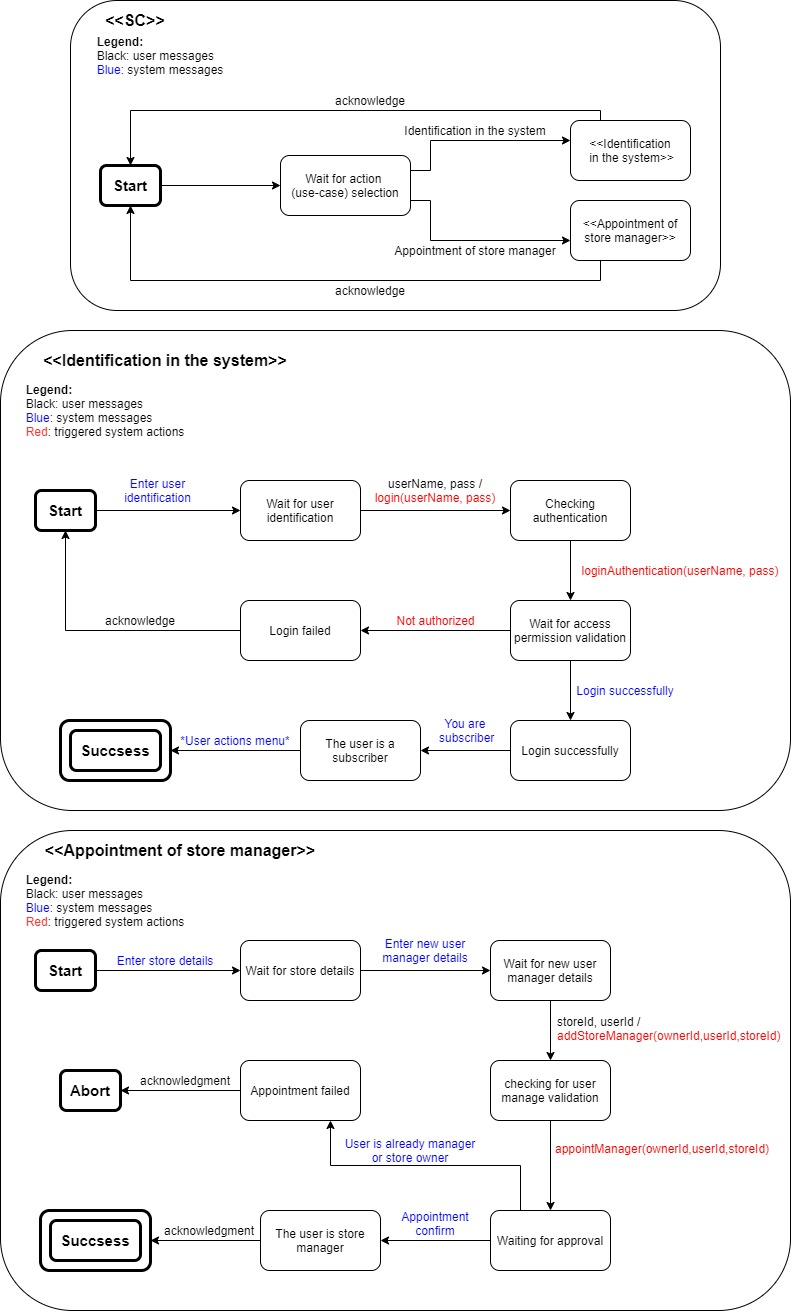 <<SC>>
Legend:
Black: user messages
Blue: system messages
acknowledge
Identification in the system
<<Identification
in the system>>
Start
Wait for action
(use-case) selection
<<Appointment of
store manager>>
Appointment of store manager
acknowledge
<<Identification in the system>>
Legend:
Black: user messages
Blue: system messages
Red: triggered system actions
Start
Enter user
identification
Wait for user
identification
userName, pass /
login(userName, pass)
Checking
authentication
loginAuthentication(userName, pass)
acknowledge
Login failed
Not authorized
Wait for access
permission validation
Login successfully
Succsess
*User actions menu*
The user is a
subscriber
You are
subscriber
Login successfully
<<Appointment of store manager>>
Legend:
Black: user messages
Blue: system messages
Red: triggered system actions
Start
Enter store details
Wait for store details
Enter new user
manager details
Wait for new user
manager details
storeId, userId /
addStoreManager(ownerId,userId,storeId)
Abort
acknowledgment
Appointment failed
checking for user
manage validation
User is already manager
or store owner
appointManager(ownerId,userId,storeId)
Succsess
acknowledgment
The user is store
manager
Appointment
confirm
Waiting for approval